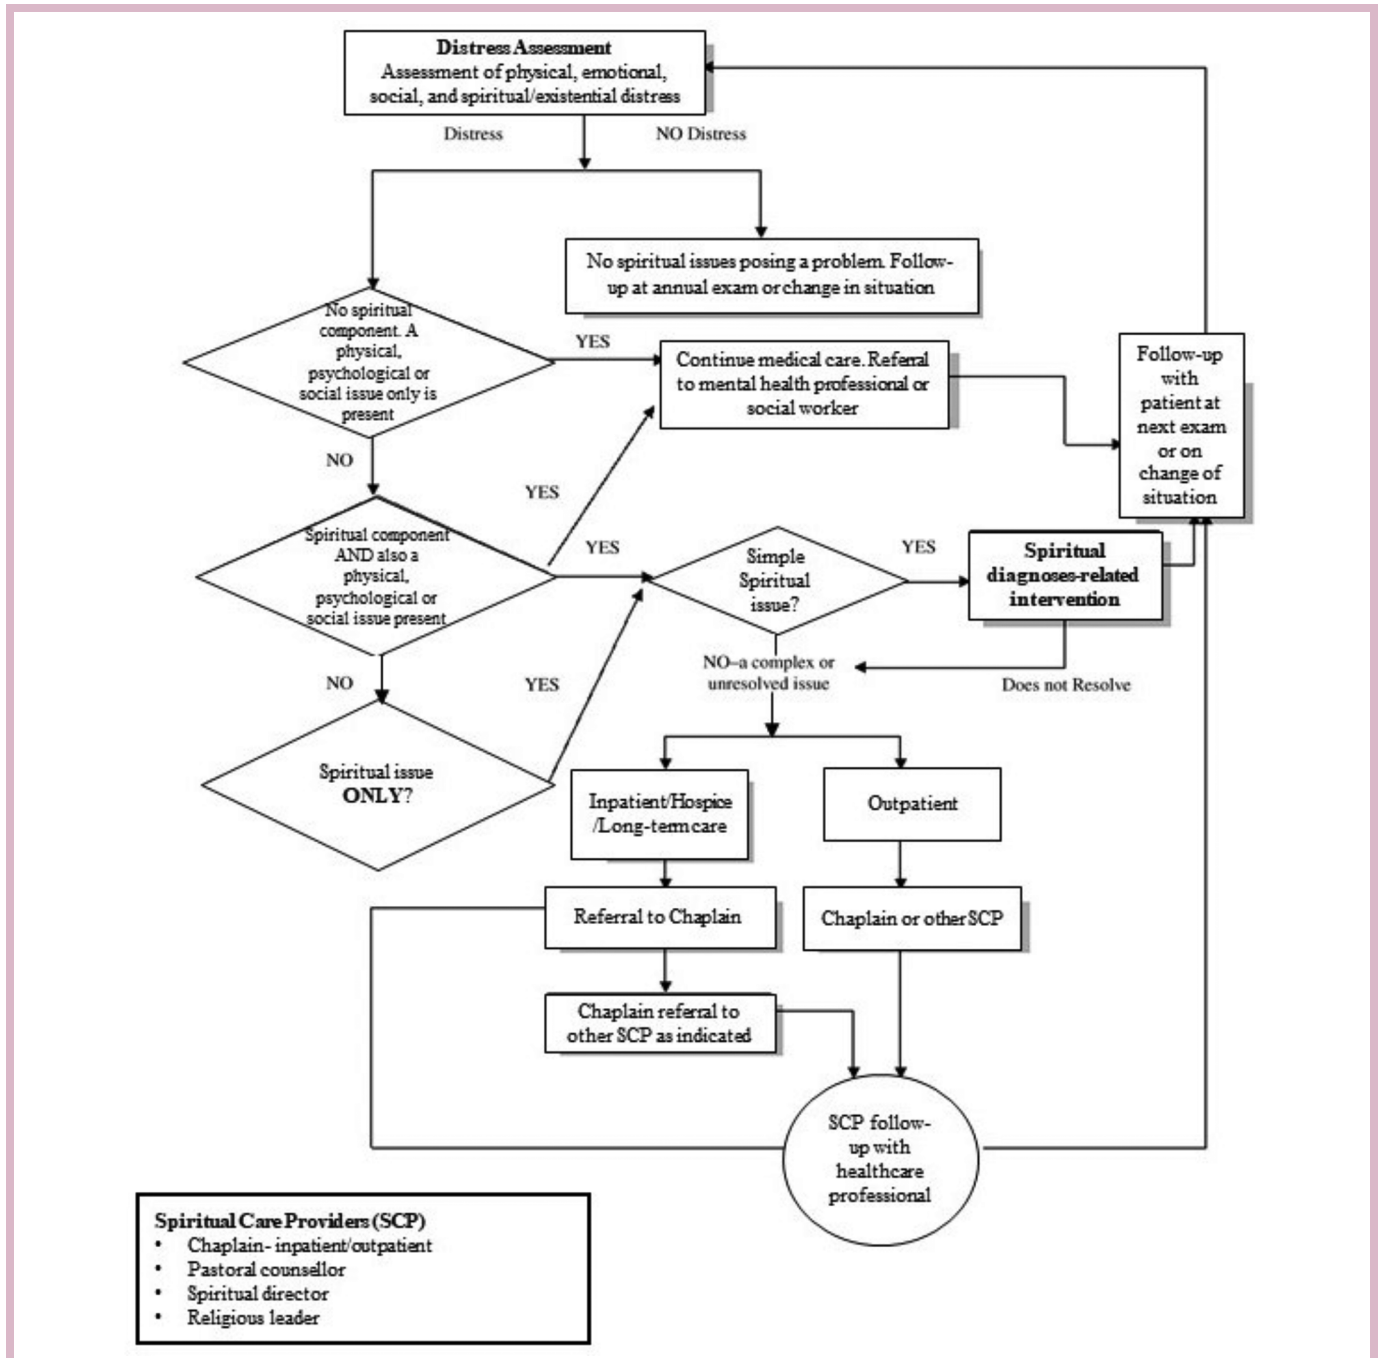 Distress Assessment
Assessment of physical, emotional,
social, and spiritual/existential distress
Distress
NO Distress
No spiritual issues posing a problem. Follow-
up at annual exam or change in situation
No spiritual
component. A
physical,
psychological or
social issue only is
present
YES
Continue medical care. Referral
to mental health professional or
social worker
Follow-up
with
patient at
next exam
or on
change of
situation
NO
YES
Spiritual component
AND also a
physical,
psychological or
social issue present
YES
Simple
Spiritual
issue?
YES
Spiritual
diagnoses-related
intervention
NO
YES
NO–a complex or
unresolved issue
Does not Resolve
Spiritual issue
ONLY?
Inpatient/Hospice
/Long-term care
Outpatient
Referral to Chaplain
Chaplain or other SCP
Chaplain referral to
other SCP as indicated
SCP follow-
up with
healthcare
professional
Spiritual Care Providers (SCP)
• Chaplain- inpatient/outpatient
• Pastoral counsellor
• Spiritual director
• Religious leader